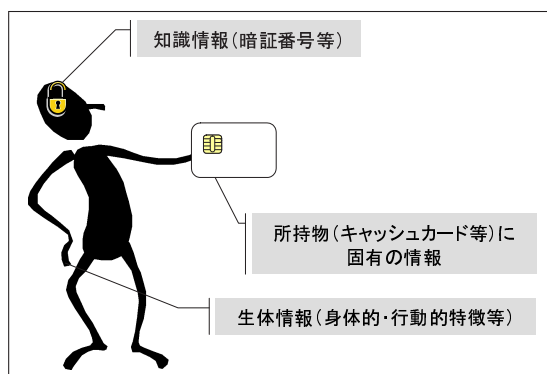 知識情報(暗証番号等)
所持物(キャッシュカード等)に
固有の情報
生体情報(身体的・行動的特徴等)